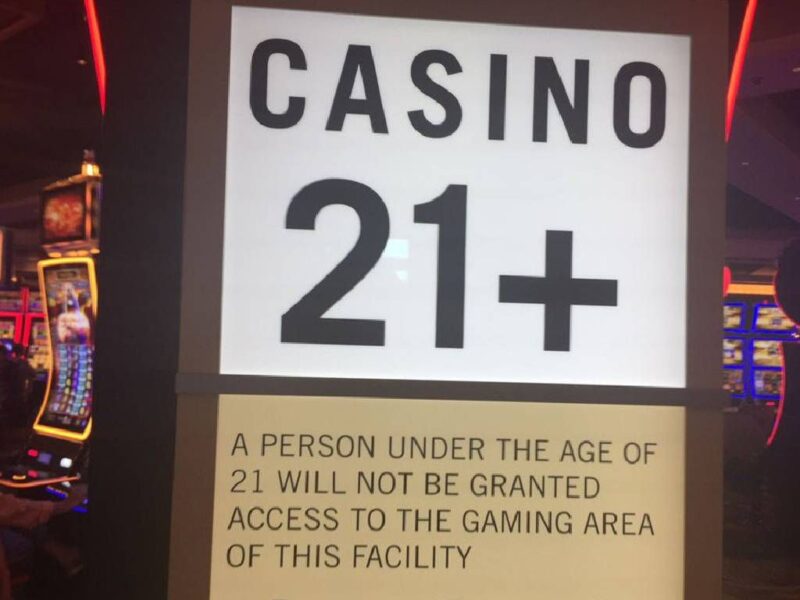 CASINO
21+
A PERSON UNDER THE AGE OF
21 WILL NOT BE GRANTED
ACCESS TO THE GAMING AREA
OF THIS FACILITY